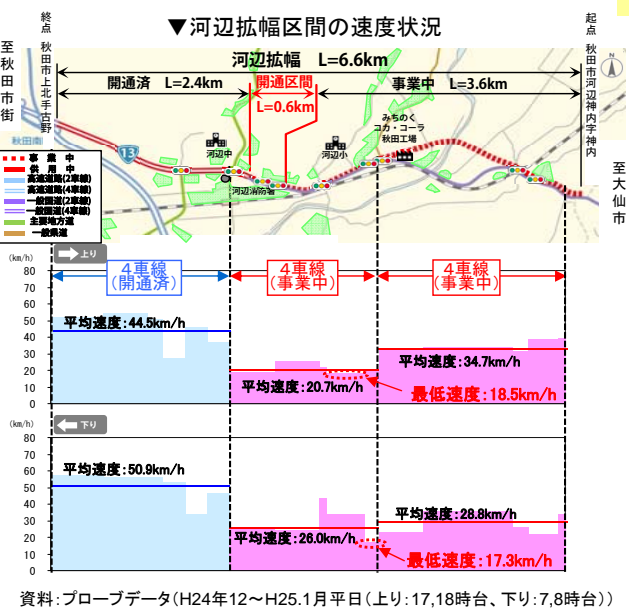 ▼河辺拡幅区間の速度状況
至秋田市街
終点 秋田市上北手古野
起点 秋田市河辺神内字神内
至大仙市
河辺拡幅 L=6.6km
開通済 L=2.4km
開通区間
L=0.6km
事業中 L=3.6km
みちのく
コカ・コーラ
秋田工場
河辺中
河辺小
河辺消防署
秋田南
13
N
事業中
供用中
高速道路(2車線)
高速道路(4車線)
一般国道(2車線)
一般国道(4車線)
主要地方道
一般県道
(km/h)
上り
80
70
60
50
40
30
20
10
0
4車線
(開通済)
4車線
(事業中)
4車線
(事業中)
平均速度:44.5km/h
平均速度:20.7km/h
平均速度:34.7km/h
最低速度:18.5km/h
(km/h)
下り
80
70
60
50
40
30
20
10
0
平均速度:50.9km/h
平均速度:26.0km/h
平均速度:28.8km/h
最低速度:17.3km/h
資料:プローブデータ(H24年12～H25.1月平日(上り:17,18時台、下り:7,8時台))